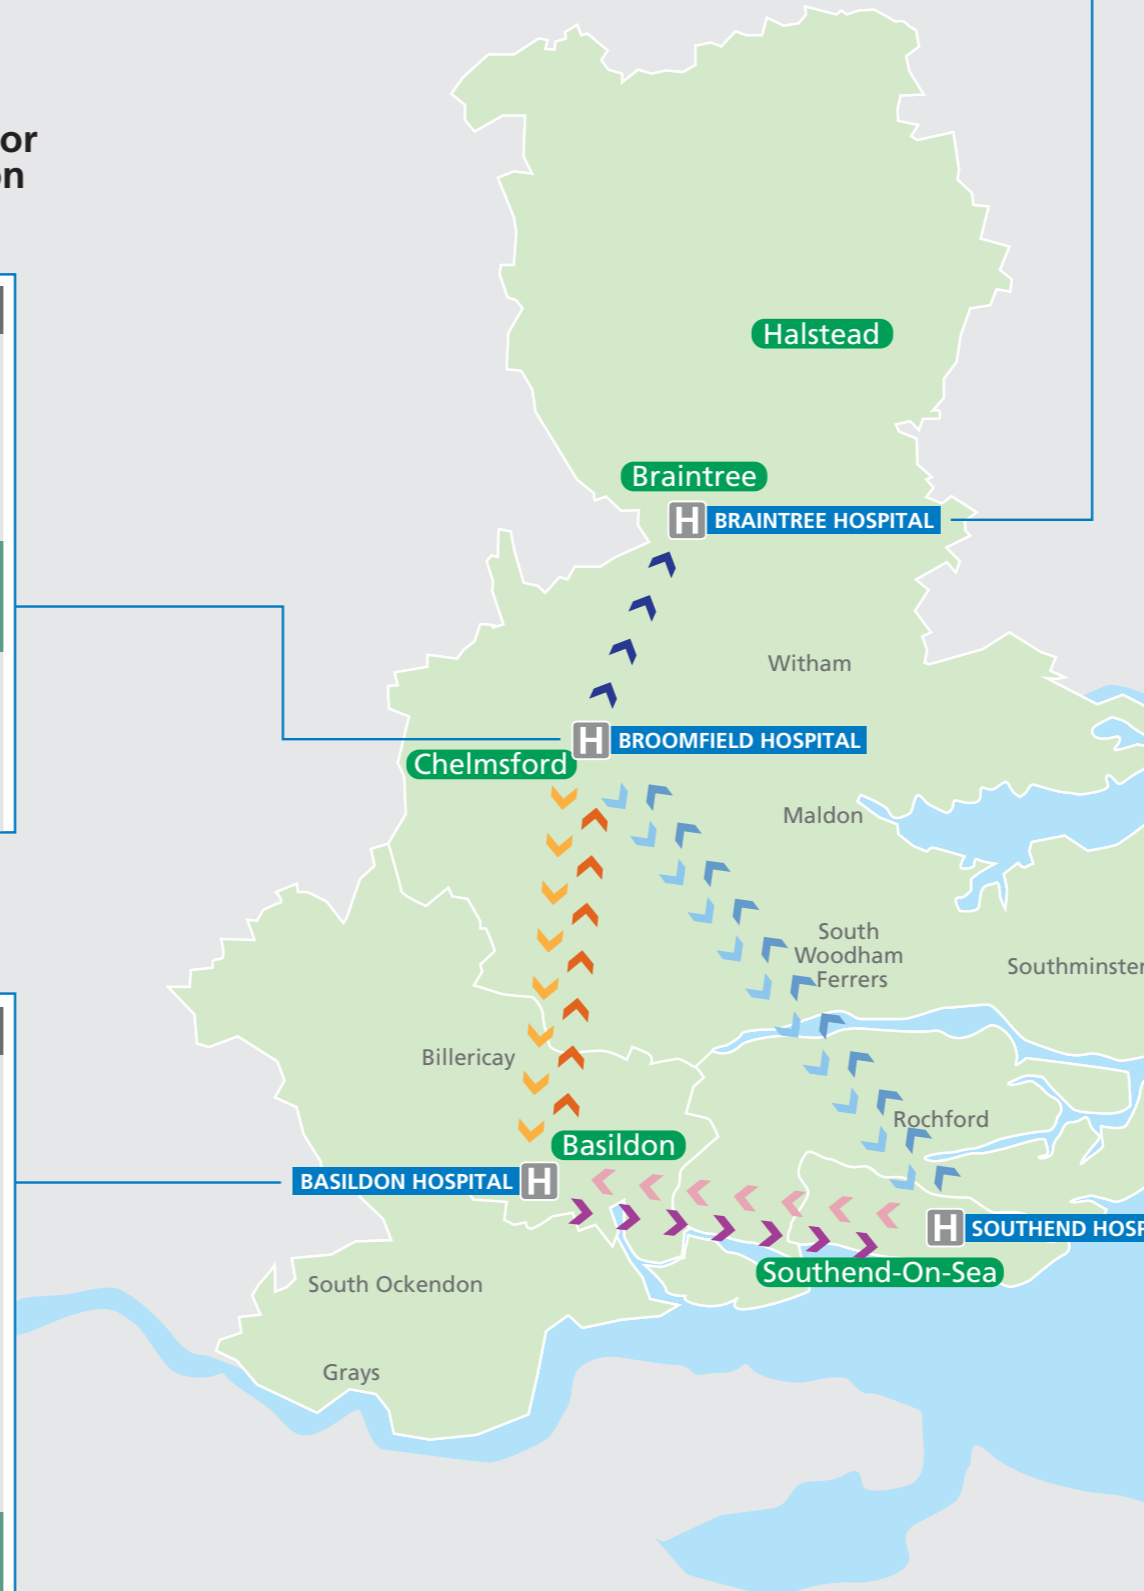 or
on
Halstead
Braintree
H BRAINTREE HOSPITAL
Witham
H BROOMFIELD HOSPITAL
Chelmsford
Maldon
South
Woodham
Ferrers
Southminster
Billericay
Rochford
Basildon
BASILDON HOSPITAL H
H SOUTHEND HOSP
Southend-On-Sea
South Ockendon
Grays